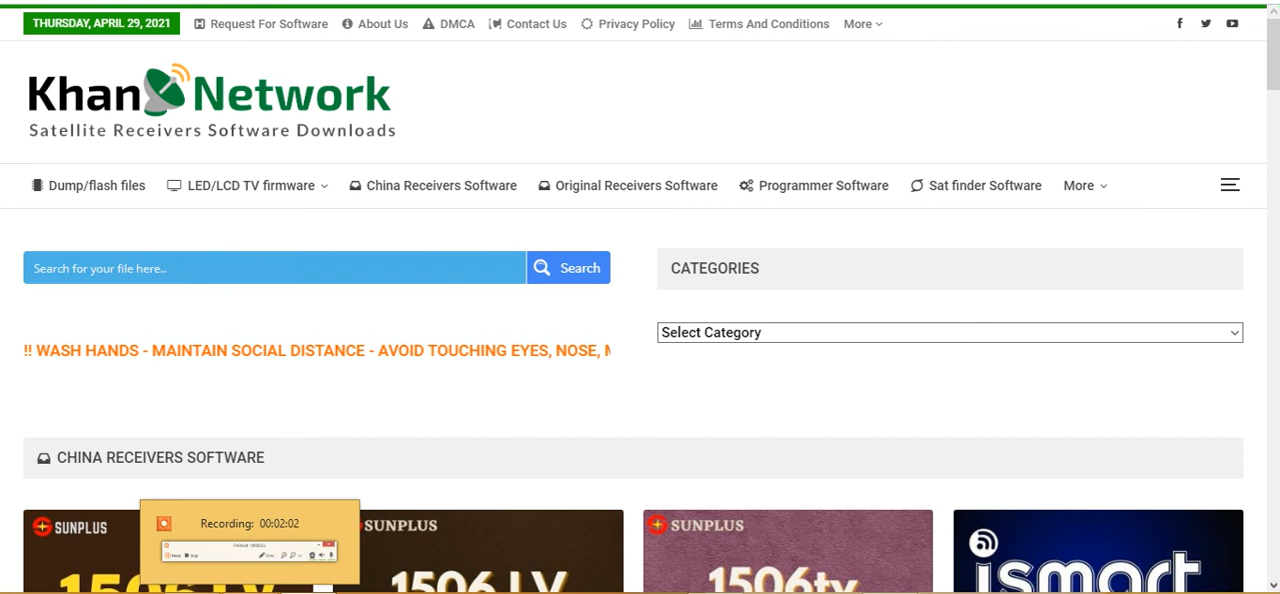 THURSDAY, APRIL 29, 2021 Request For Software About Us DMCA Contact Us Privacy Policy Terms And Conditions More
Khan Network
Satellite Receivers Software Downloads
Dump/flash files LED/LCD TV firmware China Receivers Software Original Receivers Software Programmer Software Sat finder Software More
Search for your file here.. Search
CATEGORIES
Select Category
!! WASH HANDS - MAINTAIN SOCIAL DISTANCE - AVOID TOUCHING EYES, NOSE,
CHINA RECEIVERS SOFTWARE
SUNPLUS SUNPLUS SUNPLUS
Recording: 00:02:02
1506 LV 1506tv ismart